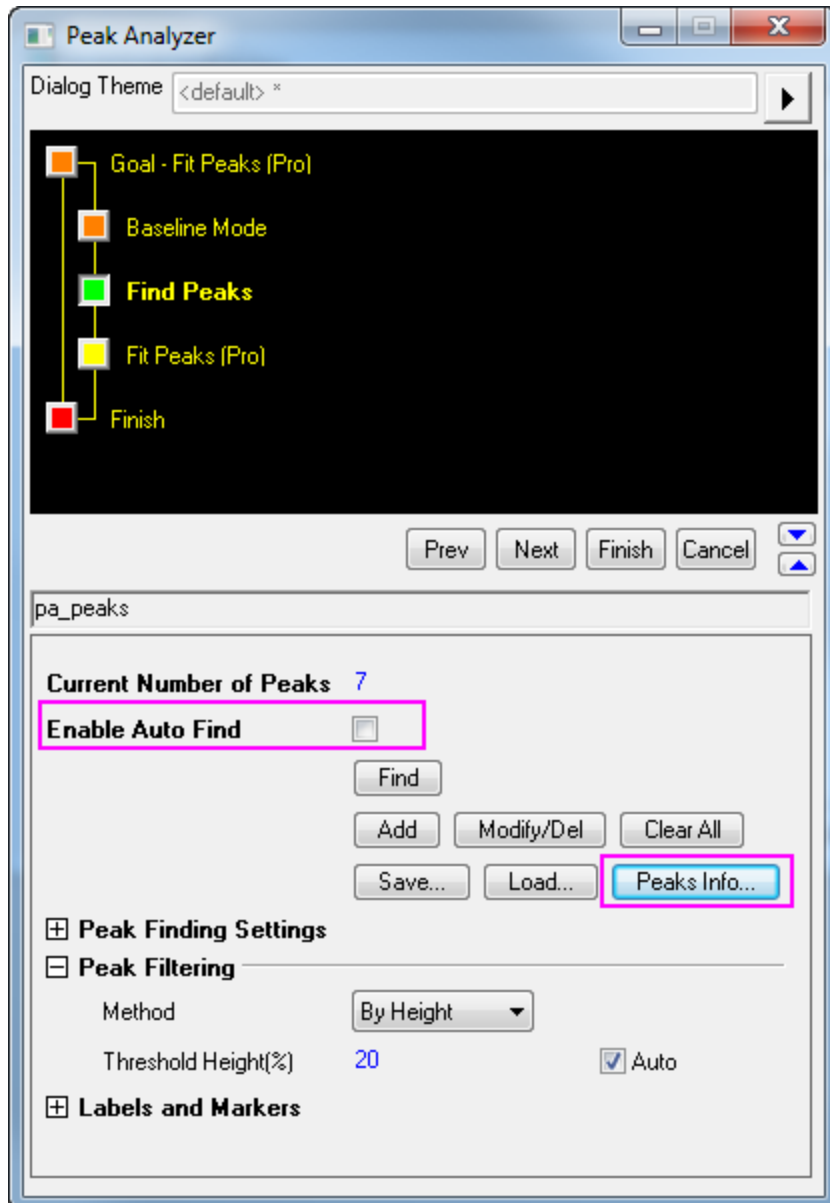 Peak Analyzer
Dialog Theme <default> *
Goal - Fit Peaks (Pro)
Baseline Mode
Find Peaks
Fit Peaks (Pro)
Finish
Prev Next Finish Cancel
pa_peaks
Current Number of Peaks 7
Enable Auto Find
Find
Add Modify/Del Clear All
Save... Load... Peaks Info...
Peak Finding Settings
Peak Filtering
Method By Height
Threshold Height(%) 20 Auto
Labels and Markers